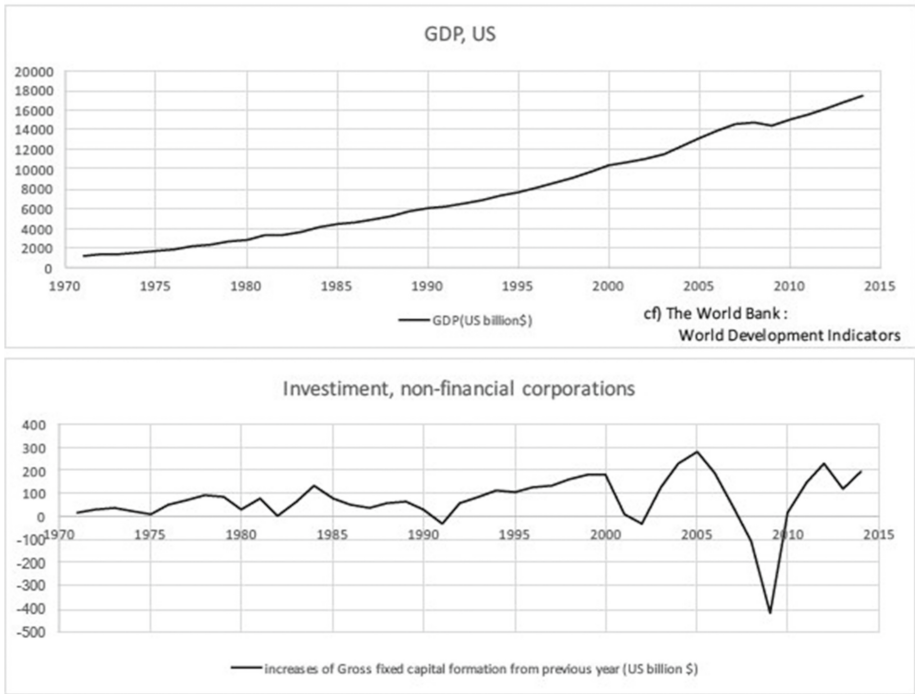 GDP, US
20000
18000
16000
14000
12000
10000
8000
6000
4000
2000
0
1970 1975 1980 1985 1990 1995 2000 2005 2010 2015
GDP(US billion$)
cf) The World Bank :
World Development Indicators
Investiment, non-financial corporations
400
300
200
100
0
1970 1975 1980 1985 1990 1995 2000 2005 2010 2015
-100
-200
-300
-400
-500
increases of Gross fixed capital formation from previous year (US billion $)